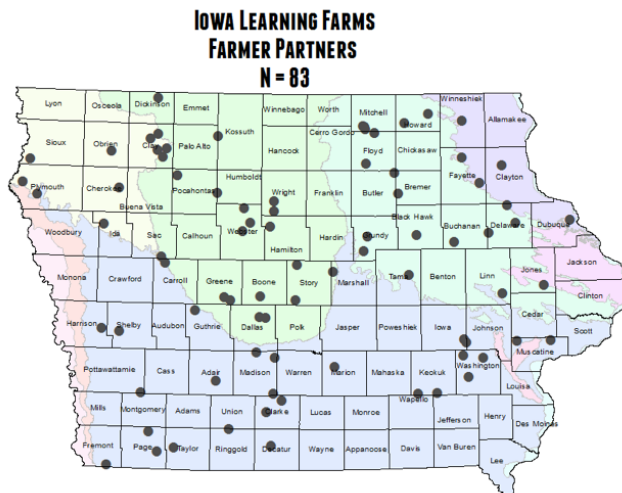 Iowa Learning Farms
Farmer Partners
N = 83
Lyon Osceola Dickinson Emmet Winnebago Worth Mitchell Howard Winneshiek Allamakee
Sioux Obrien Clay Palo Alto Kossuth Hancock Cerro Gordo Floyd Chickasaw
Plymouth Cherokee Buena Vista Pocahontas Humboldt Wright Franklin Butler Bremer Fayette Clayton
Woodbury Ida Sac Calhoun Webster Hamilton Hardin Grundy Black Hawk Buchanan Delaware Dubuque
Monona Crawford Carroll Greene Boone Story Marshall Tama Benton Linn Jones Jackson
Clinton
Harrison Shelby Audubon Guthrie Dallas Polk Jasper Poweshiek Iowa Johnson Cedar Scott
Muscatine
Pottawattamie Cass Adair Madison Warren Marion Mahaska Keokuk Washington Louisa
Mills Montgomery Adams Union Clarke Lucas Monroe Wapello Jefferson Henry Des Moines
Fremont Page Taylor Ringgold Decatur Wayne Appanoose Davis Van Buren Lee